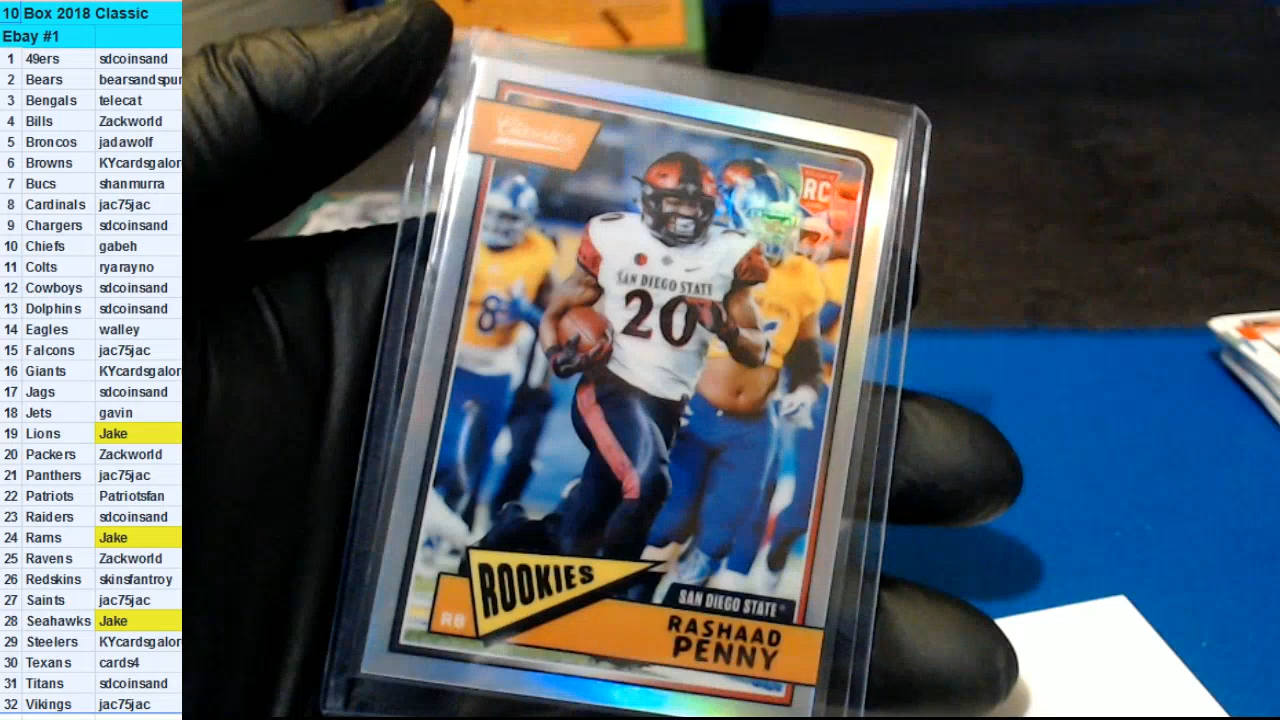 10 Box 2018 Classic
Ebay #1
1 49ers sdcoinsand
2 Bears bearsandspur
3 Bengals telecat
4 Bills Zackworld
5 Broncos jadawolf
6 Browns KYcardsgalor
7 Bucs shanmurra
8 Cardinals jac75jac
9 Chargers sdcoinsand
10 Chiefs gabeh
11 Colts ryarayno
12 Cowboys sdcoinsand
13 Dolphins sdcoinsand
14 Eagles walley
15 Falcons jac75jac
16 Giants KYcardsgalor
17 Jags sdcoinsand
18 Jets gavin
19 Lions Jake
20 Packers Zackworld
21 Panthers jac75jac
22 Patriots Patriotsfan
23 Raiders sdcoinsand
24 Rams Jake
25 Ravens Zackworld
26 Redskins skinsfantroy
27 Saints jac75jac
28 Seahawks Jake
29 Steelers KYcardsgalor
30 Texans cards4
31 Titans sdcoinsand
32 Vikings jac75jac
Classics
RC
20
SAN DIEGO STATE
20
8
ROOKIES
RB
SAN DIEGO STATE
RASHAAD
PENNY